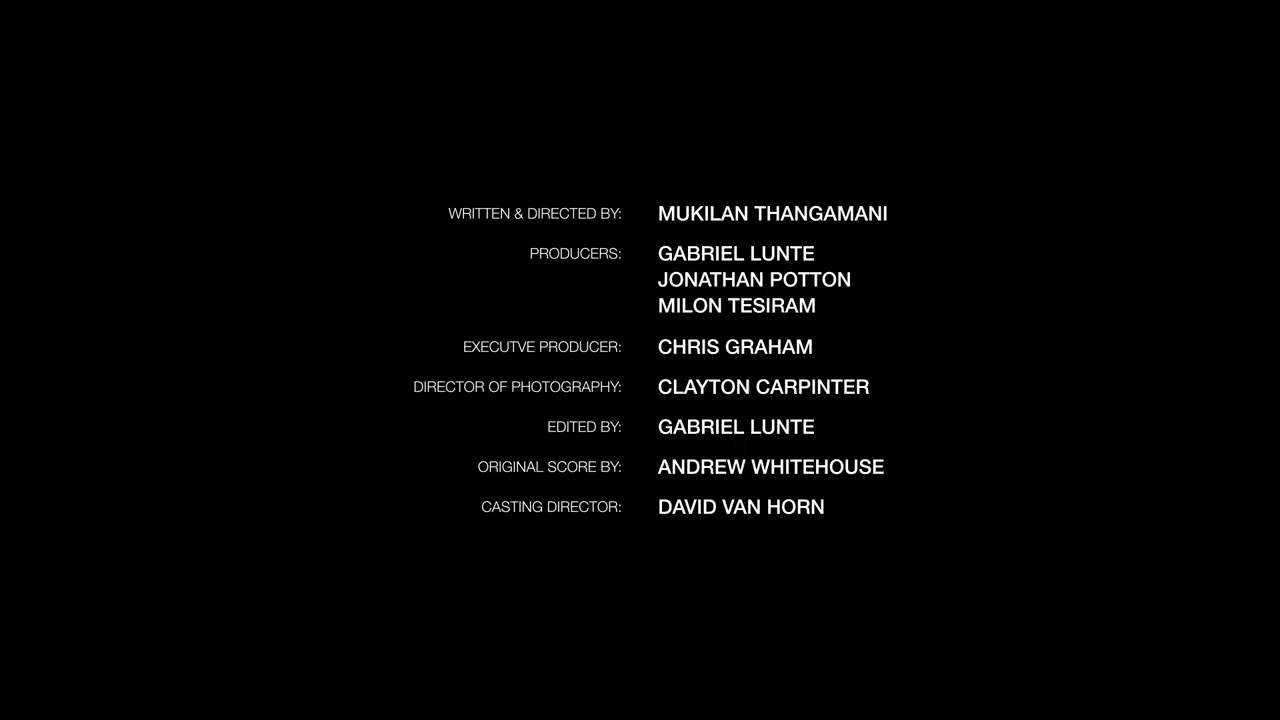 WRITTEN & DIRECTED BY: MUKILAN THANGAMANI
PRODUCERS: GABRIEL LUNTE
JONATHAN POTTON
MILON TESIRAM
EXECUTVE PRODUCER: CHRIS GRAHAM
DIRECTOR OF PHOTOGRAPHY: CLAYTON CARPINTER
EDITED BY: GABRIEL LUNTE
ORIGINAL SCORE BY: ANDREW WHITEHOUSE
CASTING DIRECTOR: DAVID VAN HORN